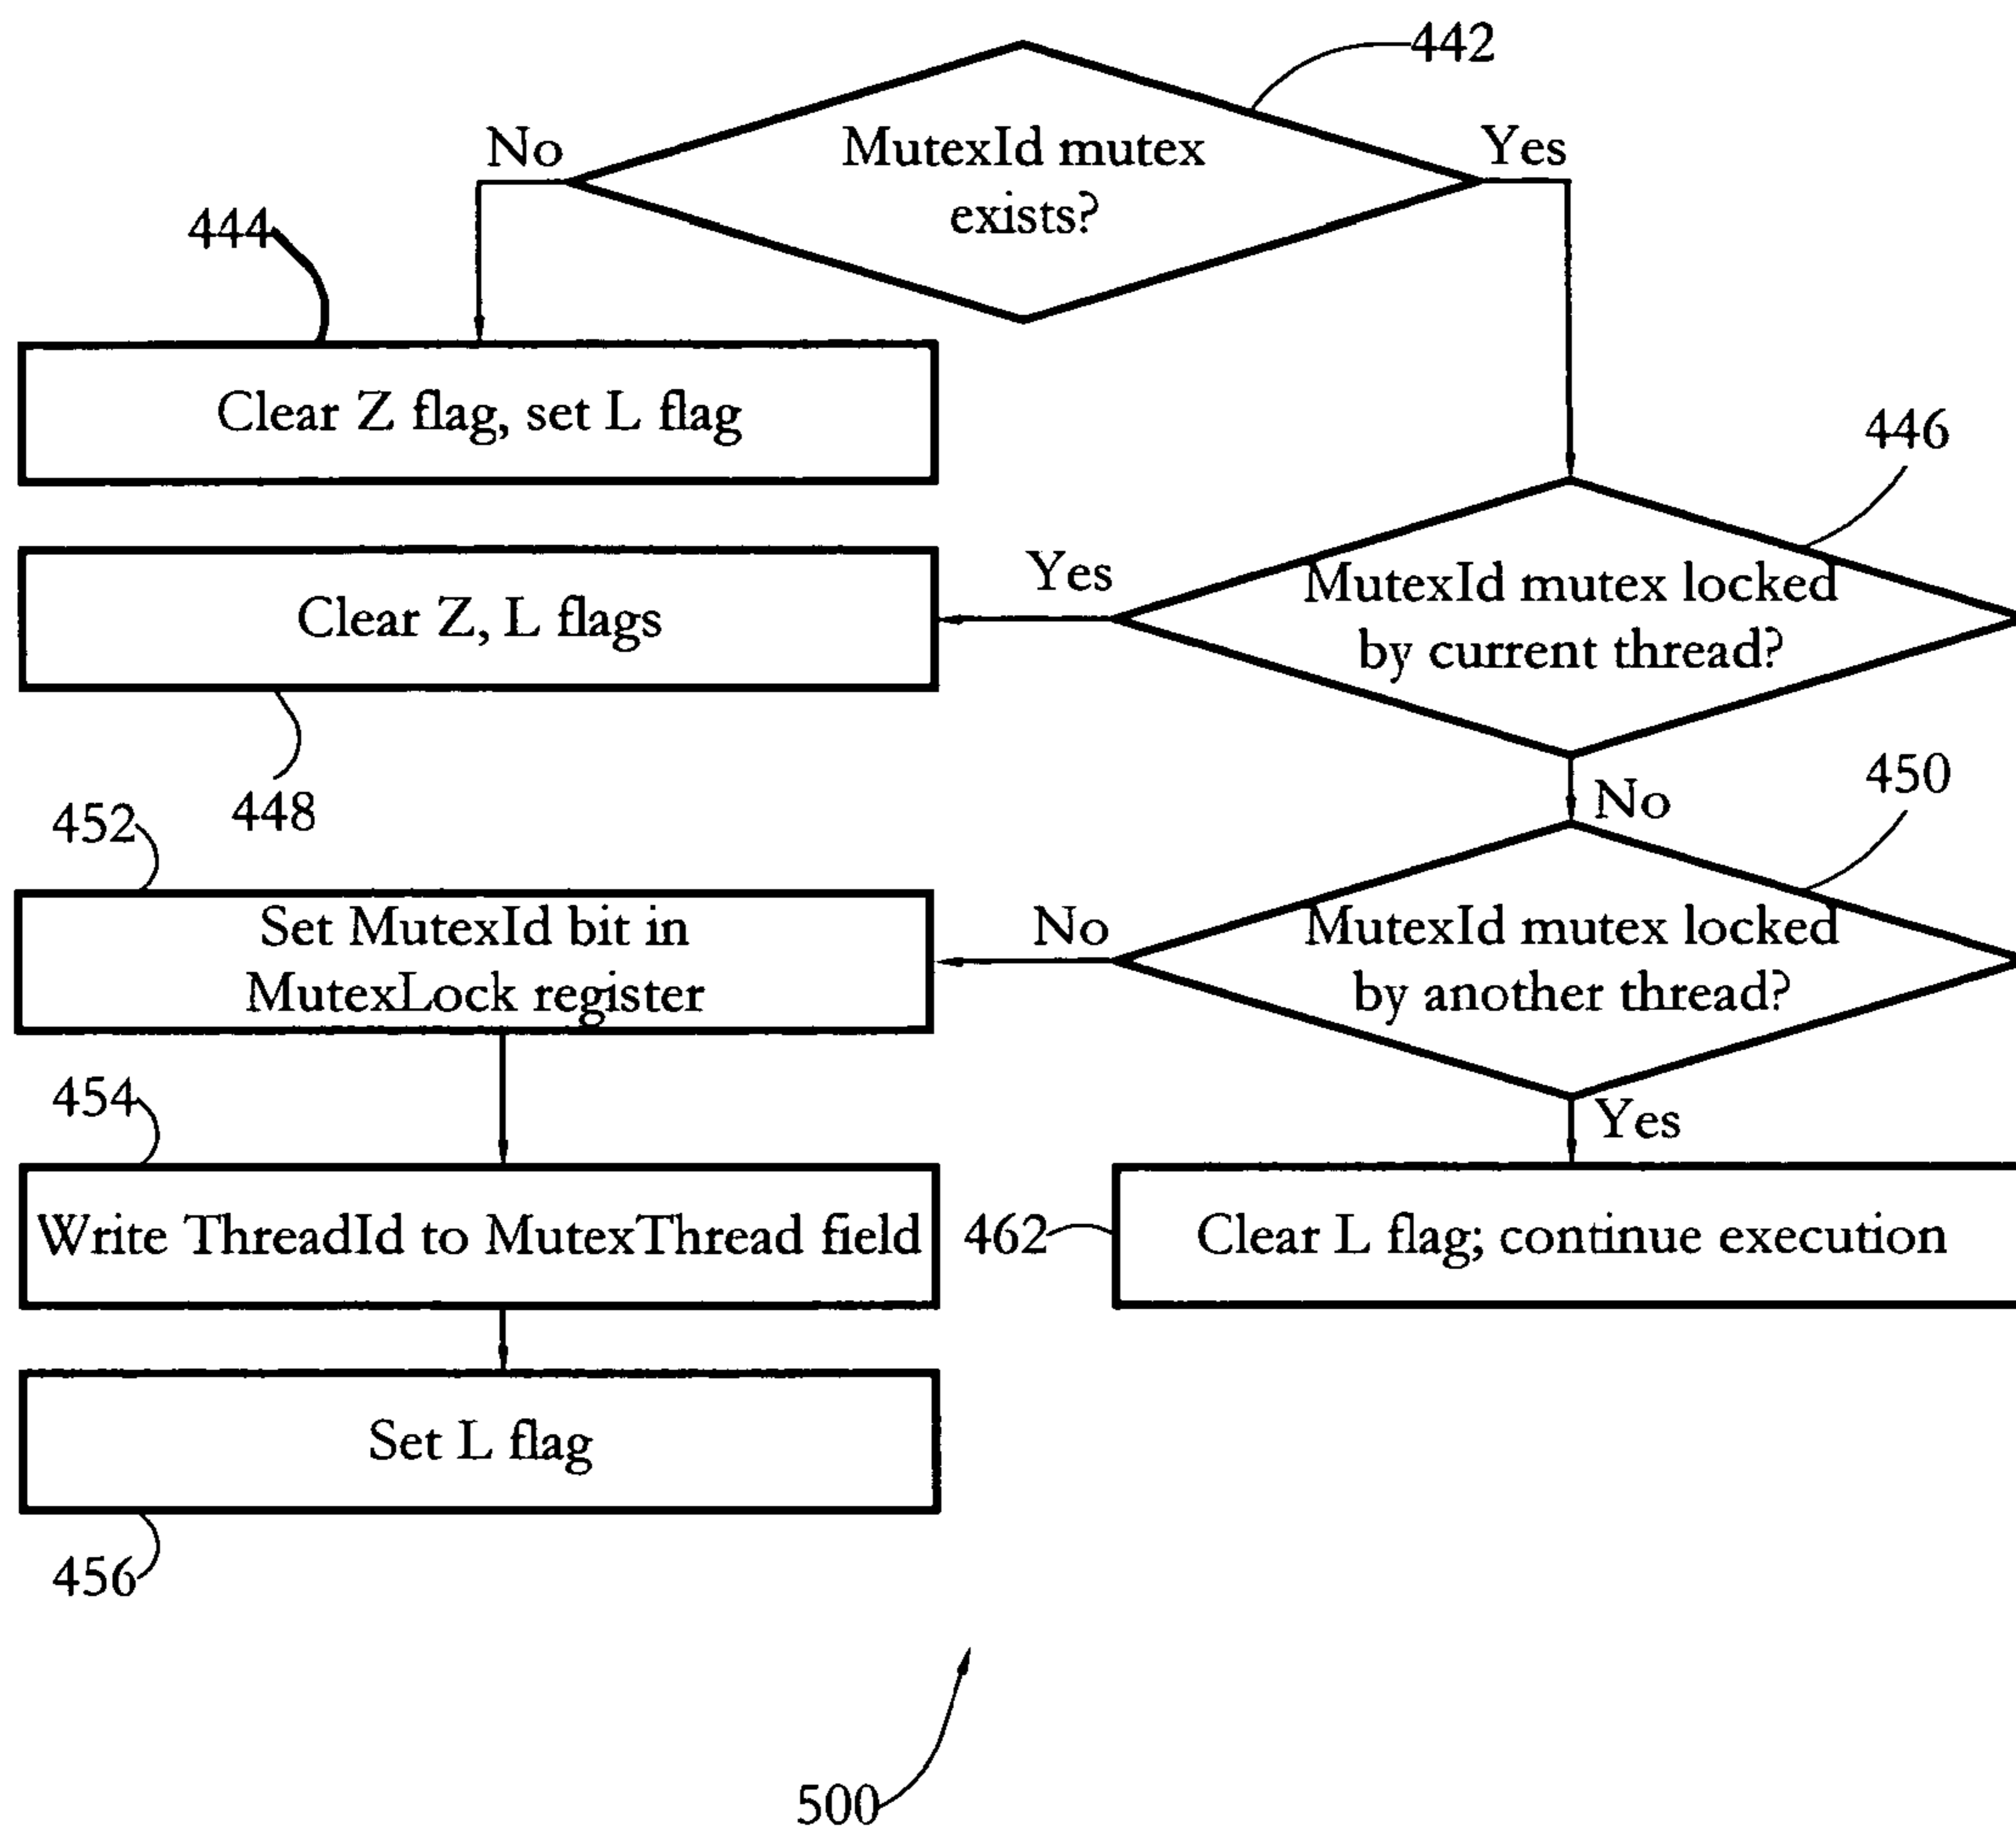 442
No
MutexId mutex
exists?
Yes
444
Clear Z flag, set L flag
446
Clear Z, L flags
Yes
MutexId mutex locked
by current thread?
448
No
450
452
Set MutexId bit in
MutexLock register
No
MutexId mutex locked
by another thread?
454
Yes
Write ThreadId to MutexThread field
462
Clear L flag; continue execution
Set L flag
456
500